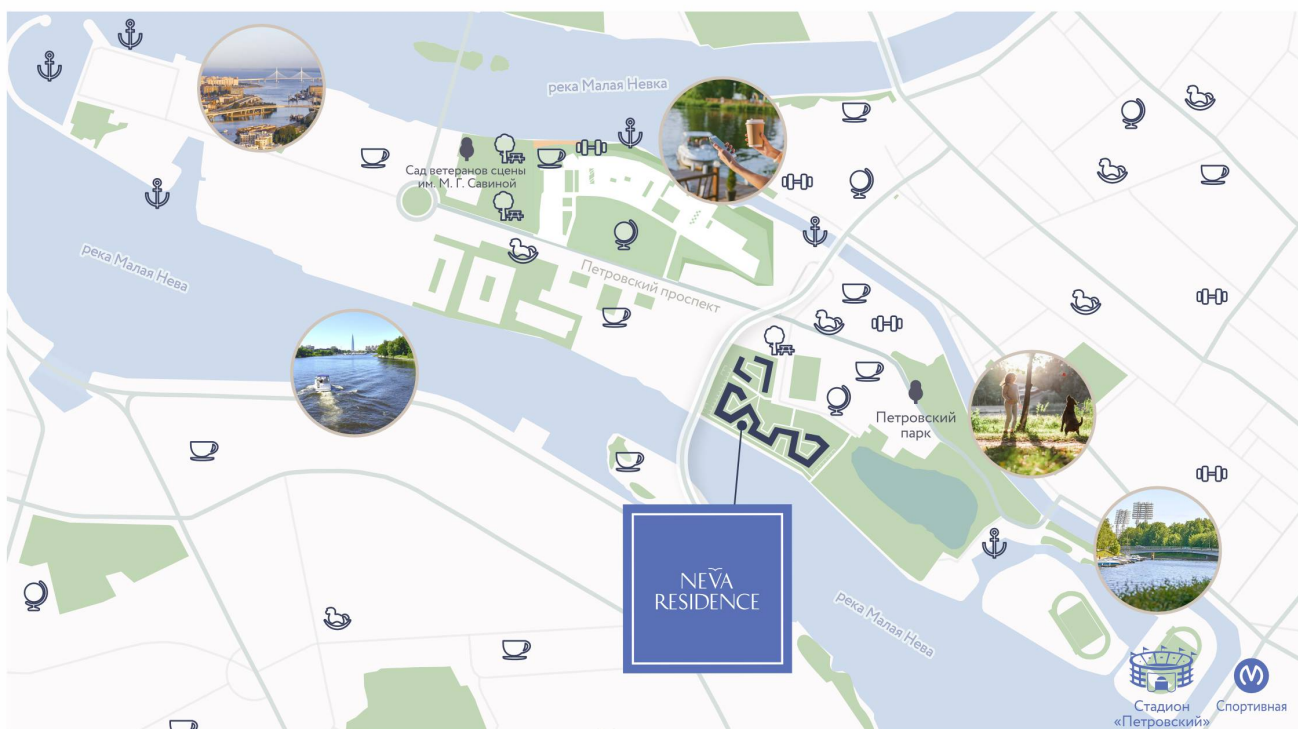 река Малая Невка
Сад ветеранов сцены
им. М. Г. Савиной
река Малая Нева
Петровский проспект
Петровский
парк
NEVA
RESIDENCE
река Малая Нева
Стадион
«Петровский»
Спортивная